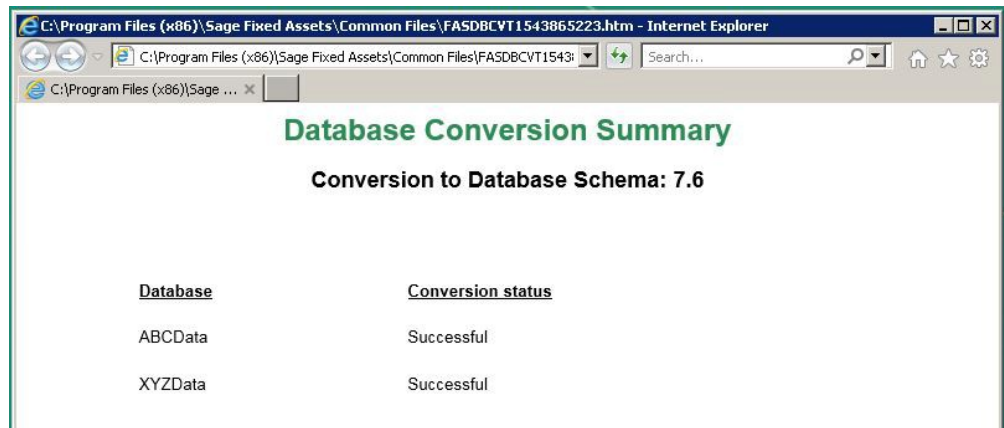 C:\Program Files (x86)\Sage Fixed Assets\Common Files\FASDBCVT1543865223.htm - Internet Explorer
C:\Program Files (x86)\Sage Fixed Assets\Common Files\FASDBCVT1543 Search...
C:\Program Files (x86)\Sage ...
Database Conversion Summary
Conversion to Database Schema: 7.6
Database Conversion status
ABCData Successful
XYZData Successful